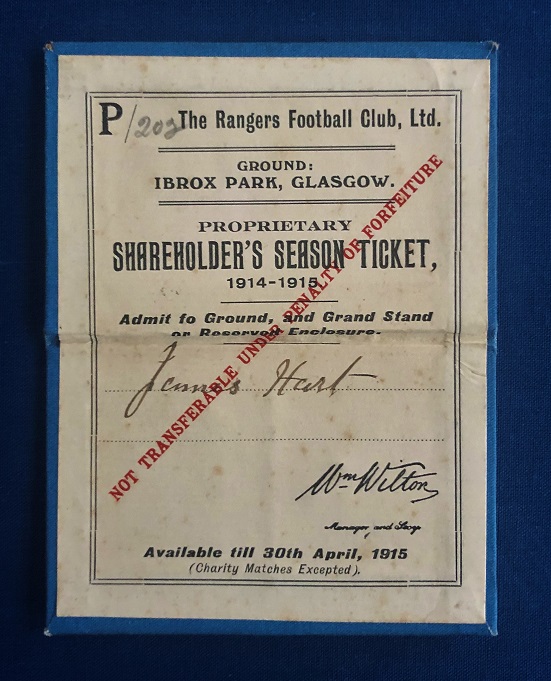 P/203 The Rangers Football Club, Ltd.
GROUND:
IBROX PARK, GLASGOW.
PROPRIETARY
SHAREHOLDER'S SEASON TICKET,
1914-1915.
Admit to Ground, and Grand Stand
or Reserved Enclosure.
James Hart
NOT TRANSFERABLE UNDER PENALTY OF FORFEITURE
Wm Wilton
Manager and Secy
Available till 30th April, 1915
(Charity Matches Excepted).